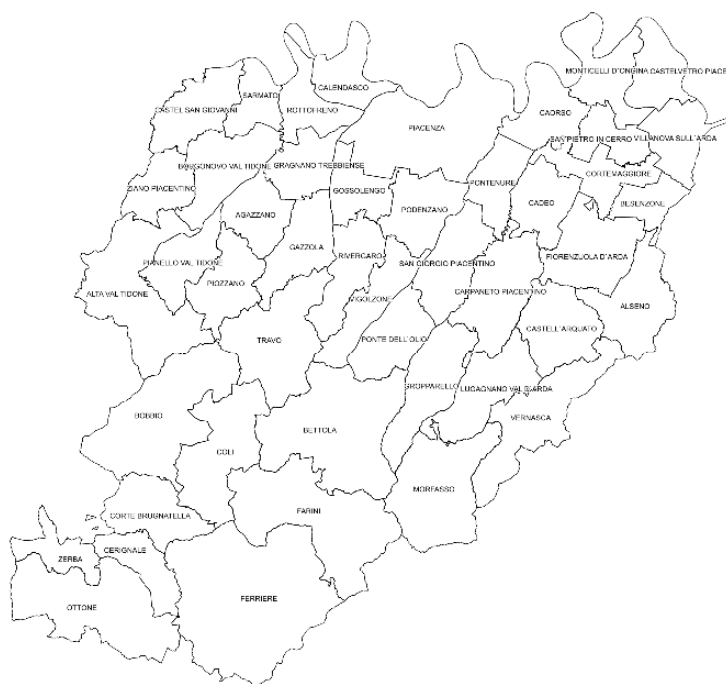 MONTICELLI D'ONGINA
CASTELVETRO PIACE
CALENDASCO
SARMATO
CASTEL SAN GIOVANNI
ROTTOFRENO
CAORSO
PIACENZA
SAN PIETRO IN CERRO
VILLANOVA SULL'ARDA
BORGONOVO VAL TIDONE
GRAGNANO TREBBIENSE
CORTEMAGGIORE
ZIANO PIACENTINO
GOSSOLENGO
PONTENURE
CADEO
BESENZONE
PODENZANO
AGAZZANO
GAZZOLA
RIVERGARO
FIORENZUOLA D'ARDA
PIANELLO VAL TIDONE
SAN GIORGIO PIACENTINO
PIOZZANO
ALTA VAL TIDONE
CARPANETO PIACENTINO
VIGOLZONE
ALSENO
CASTELL'ARQUATO
TRAVO
PONTE DELL'OLIO
GROPPARELLO
LUGAGNANO VAL D'ARDA
BOBBIO
VERNASCA
BETTOLA
COLI
MORFASSO
CORTE BRUGNATELLA
FARINI
CERIGNALE
ZERBA
FERRIERE
OTTONE